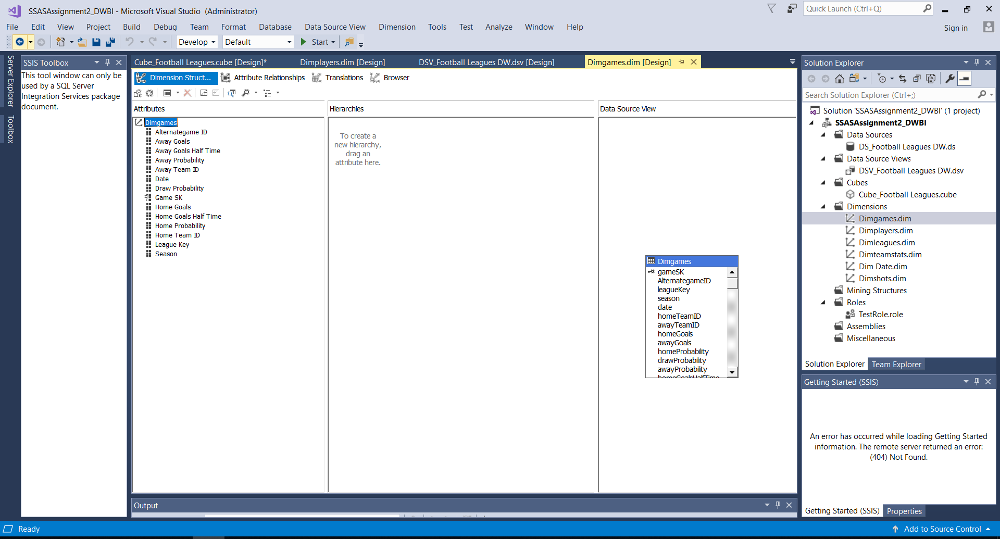 SSASAssignment2_DWBI - Microsoft Visual Studio (Administrator)
Quick Launch (Ctrl+Q)
File Edit View Project Build Debug Team Format Database Data Source View Dimension Tools Test Analyze Window Help
Sign in
Develop Default Start
Server Explorer
Toolbox
SSIS Toolbox
This tool window can only be
used by a SQL Server
Integration Services package
document.
Cube_Football Leagues.cube [Design]* Dimplayers.dim [Design] DSV_Football Leagues DW.dsv [Design] Dimgames.dim [Design]
Dimension Struct... Attribute Relationships Translations Browser
Attributes
Dimgames
Alternategame ID
Away Goals
Away Goals Half Time
Away Probability
Away Team ID
Date
Draw Probability
Game SK
Home Goals
Home Goals Half Time
Home Probability
Home Team ID
League Key
Season
Hierarchies
To create a
new hierarchy,
drag an
attribute here.
Data Source View
Dimgames
gameSK
AlternategameID
leagueKey
season
date
homeTeamID
awayTeamID
homeGoals
awayGoals
homeProbability
drawProbability
awayProbability
homeGoalsHalfTime
Output
Solution Explorer
Search Solution Explorer (Ctrl+;)
Solution 'SSASAssignment2_DWBI' (1 project)
SSASAssignment2_DWBI
Data Sources
DS_Football Leagues DW.ds
Data Source Views
DSV_Football Leagues DW.dsv
Cubes
Cube_Football Leagues.cube
Dimensions
Dimgames.dim
Dimplayers.dim
Dimleagues.dim
Dimteamstats.dim
Dim Date.dim
Dimshots.dim
Mining Structures
Roles
TestRole.role
Assemblies
Miscellaneous
Solution Explorer Team Explorer
Getting Started (SSIS)
An error has occurred while loading Getting Started
information. The remote server returned an error:
(404) Not Found.
Getting Started (SSIS) Properties
Ready
Add to Source Control